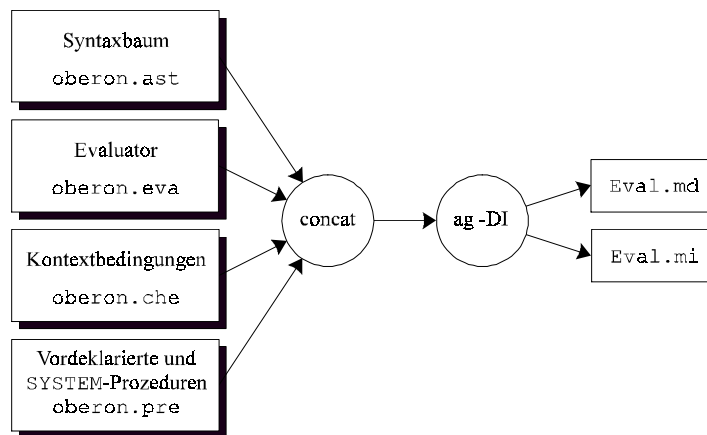 Syntaxbaum
oberon.ast
Evaluator
oberon.eva
Kontextbedingungen
oberon.che
Vordeklarierte und
SYSTEM-Prozeduren
oberon.pre
concat
ag -DI
Eval.md
Eval.mi